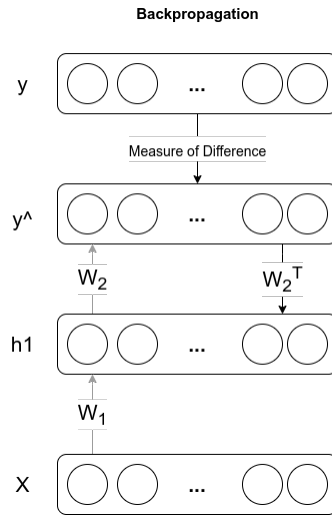 Backpropagation
y
...
Measure of Difference
y^
...
W₂
W₂ᵀ
h1
...
W₁
X
...